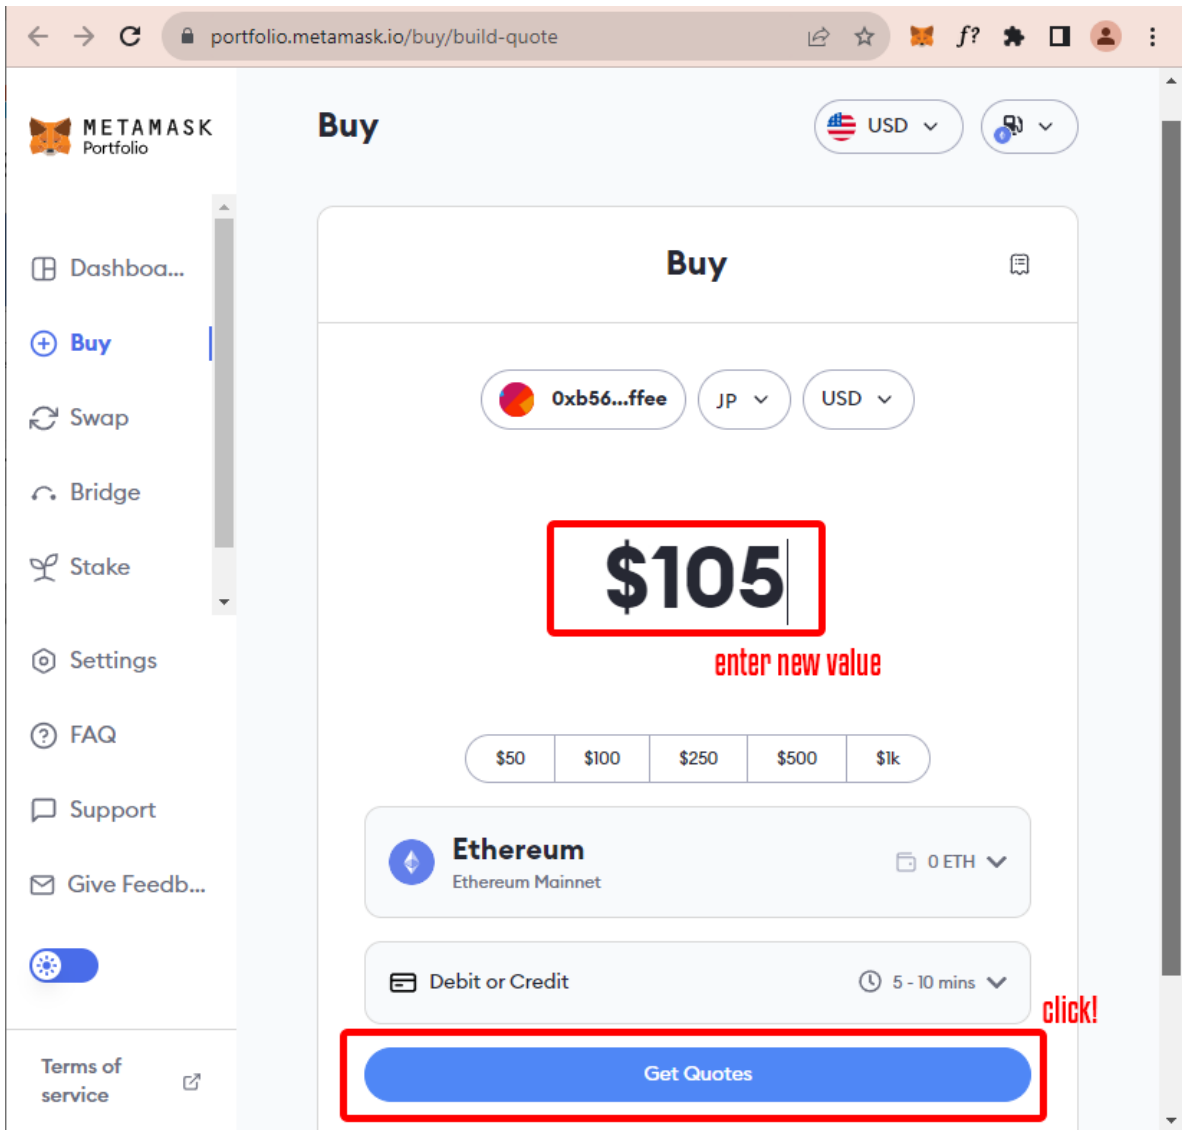 portfolio.metamask.io/buy/build-quote
f?
METAMASK
Portfolio
Buy
USD
Dashboa...
Buy
Swap
Bridge
Stake
Settings
FAQ
Support
Give Feedb...
Terms of
service
Buy
0xb56...ffee
JP
USD
$105
enter new value
$50
$100
$250
$500
$1k
Ethereum
Ethereum Mainnet
0 ETH
Debit or Credit
5 - 10 mins
click!
Get Quotes